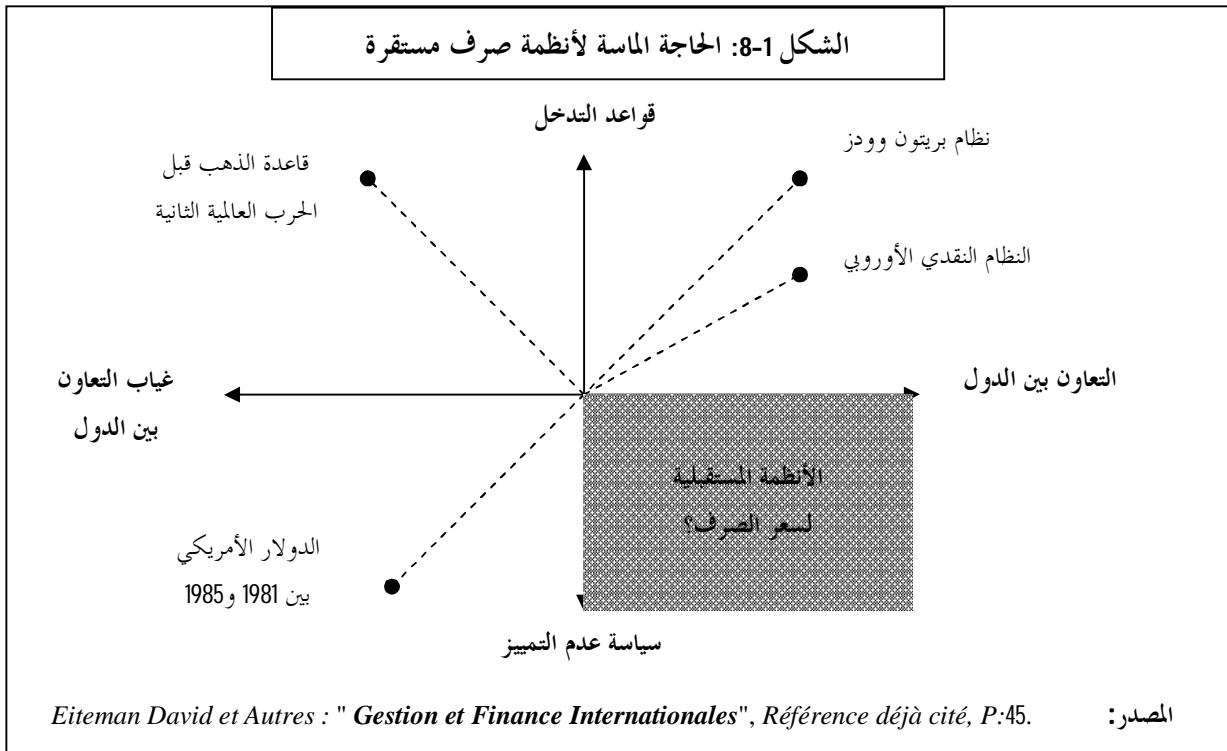 الشكل 1-8: الحاجة الماسة لأنظمة صرف مستقرة
قواعد التدخل
نظام بريتون وودز
قاعدة الذهب قبل
الحرب العالمية الثانية
النظام النقدي الأوروبي
التعاون بين الدول
غياب التعاون
بين الدول
الأنظمة المستقبلية
لسعر الصرف؟
الدولار الأمريكي
بين 1981 و1985
سياسة عدم التمييز
المصدر: Eiteman David et Autres : " Gestion et Finance Internationales", Référence déjà cité, P:45.